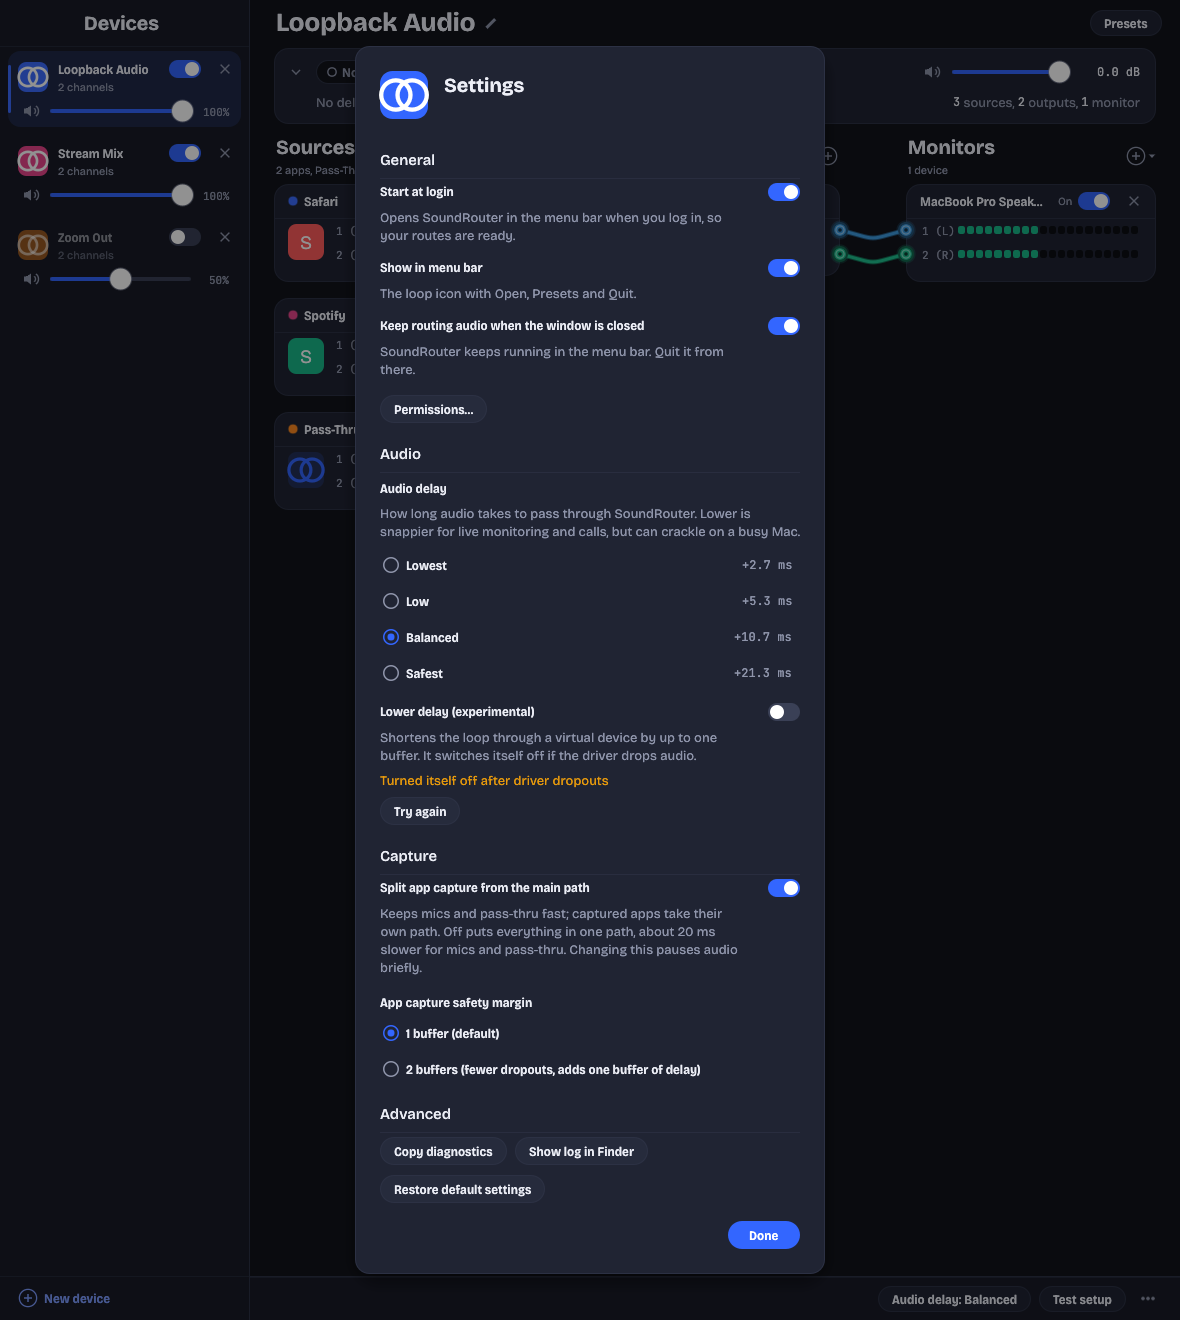 Devices
Loopback Audio
2 channels
100%
Stream Mix
2 channels
100%
Zoom Out
2 channels
50%
New device
Loopback Audio
Presets
No
No del
0.0 dB
3 sources, 2 outputs, 1 monitor
Sources
2 apps, Pass-Th
Safari
S
1 (
2
Spotify
S
1 (
2
Pass-Thr
1 (
2
Monitors
1 device
MacBook Pro Speak...
On
1 (L)
2 (R)
Settings
General
Start at login
Opens SoundRouter in the menu bar when you log in, so
your routes are ready.
Show in menu bar
The loop icon with Open, Presets and Quit.
Keep routing audio when the window is closed
SoundRouter keeps running in the menu bar. Quit it from
there.
Permissions...
Audio
Audio delay
How long audio takes to pass through SoundRouter. Lower is
snappier for live monitoring and calls, but can crackle on a busy Mac.
Lowest +2.7 ms
Low +5.3 ms
Balanced +10.7 ms
Safest +21.3 ms
Lower delay (experimental)
Shortens the loop through a virtual device by up to one
buffer. It switches itself off if the driver drops audio.
Turned itself off after driver dropouts
Try again
Capture
Split app capture from the main path
Keeps mics and pass-thru fast; captured apps take their
own path. Off puts everything in one path, about 20 ms
slower for mics and pass-thru. Changing this pauses audio
briefly.
App capture safety margin
1 buffer (default)
2 buffers (fewer dropouts, adds one buffer of delay)
Advanced
Copy diagnostics
Show log in Finder
Restore default settings
Done
Audio delay: Balanced
Test setup